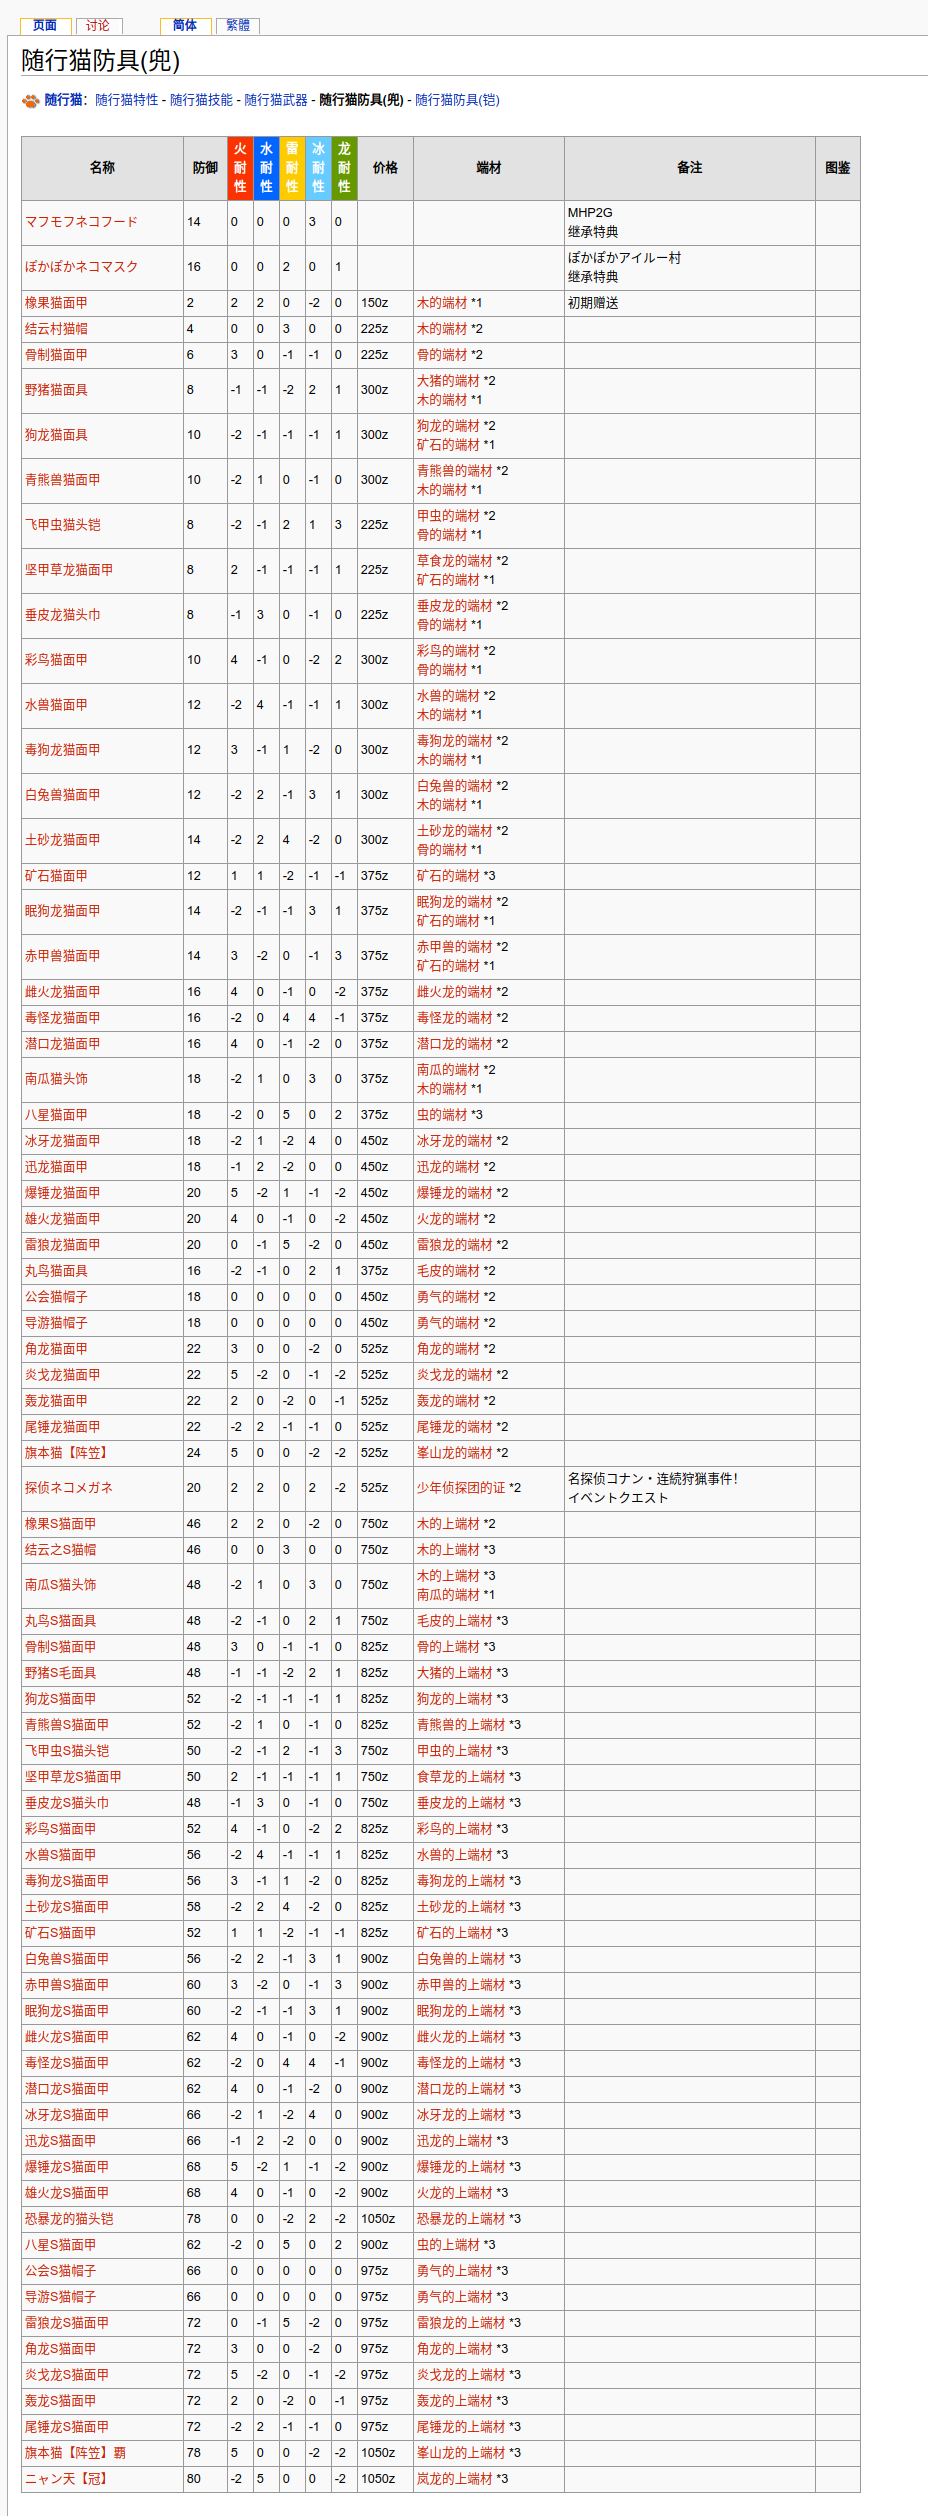 页面 讨论 简体 繁體
随行猫防具(兜)
随行猫: 随行猫特性 - 随行猫技能 - 随行猫武器 - 随行猫防具(兜) - 随行猫防具(铠)
名称 防御 火耐性 水耐性 雷耐性 冰耐性 龙耐性 价格 端材 备注 图鉴
マフモフネコフード 14 0 0 0 3 0 MHP2G
继承特典
ぽかぽかネコマスク 16 0 0 2 0 1 ぽかぽかアイルー村
继承特典
橡果猫面甲 2 2 2 0 -2 0 150z 木的端材 *1 初期赠送
结云村猫帽 4 0 0 3 0 0 225z 木的端材 *2
骨制猫面甲 6 3 0 -1 -1 0 225z 骨的端材 *2
野猪猫面具 8 -1 -1 -2 2 1 300z 大猪的端材 *2
木的端材 *1
狗龙猫面具 10 -2 -1 -1 -1 1 300z 狗龙的端材 *2
矿石的端材 *1
青熊兽猫面甲 10 -2 1 0 -1 0 300z 青熊兽的端材 *2
木的端材 *1
飞甲虫猫头铠 8 -2 -1 2 1 3 225z 甲虫的端材 *2
骨的端材 *1
坚甲草龙猫面甲 8 2 -1 -1 -1 1 225z 草食龙的端材 *2
矿石的端材 *1
垂皮龙猫头巾 8 -1 3 0 -1 0 225z 垂皮龙的端材 *2
骨的端材 *1
彩鸟猫面甲 10 4 -1 0 -2 2 300z 彩鸟的端材 *2
骨的端材 *1
水兽猫面甲 12 -2 4 -1 -1 1 300z 水兽的端材 *2
木的端材 *1
毒狗龙猫面甲 12 3 -1 1 -2 0 300z 毒狗龙的端材 *2
木的端材 *1
白兔兽猫面甲 12 -2 2 -1 3 1 300z 白兔兽的端材 *2
木的端材 *1
土砂龙猫面甲 14 -2 2 4 -2 0 300z 土砂龙的端材 *2
骨的端材 *1
矿石猫面甲 12 1 1 -2 -1 -1 375z 矿石的端材 *3
眠狗龙猫面甲 14 -2 -1 -1 3 1 375z 眠狗龙的端材 *2
矿石的端材 *1
赤甲兽猫面甲 14 3 -2 0 -1 3 375z 赤甲兽的端材 *2
矿石的端材 *1
雌火龙猫面甲 16 4 0 -1 0 -2 375z 雌火龙的端材 *2
毒怪龙猫面甲 16 -2 0 4 4 -1 375z 毒怪龙的端材 *2
潜口龙猫面甲 16 4 0 -1 -2 0 375z 潜口龙的端材 *2
南瓜猫头饰 18 -2 1 0 3 0 375z 南瓜的端材 *2
木的端材 *1
八星猫面甲 18 -2 0 5 0 2 375z 虫的端材 *3
冰牙龙猫面甲 18 -2 1 -2 4 0 450z 冰牙龙的端材 *2
迅龙猫面甲 18 -1 2 -2 0 0 450z 迅龙的端材 *2
爆锤龙猫面甲 20 5 -2 1 -1 -2 450z 爆锤龙的端材 *2
雄火龙猫面甲 20 4 0 -1 0 -2 450z 火龙的端材 *2
雷狼龙猫面甲 20 0 -1 5 -2 0 450z 雷狼龙的端材 *2
丸鸟猫面具 16 -2 -1 0 2 1 375z 毛皮的端材 *2
公会猫帽子 18 0 0 0 0 0 450z 勇气的端材 *2
导游猫帽子 18 0 0 0 0 0 450z 勇气的端材 *2
角龙猫面甲 22 3 0 0 -2 0 525z 角龙的端材 *2
炎戈龙猫面甲 22 5 -2 0 -1 -2 525z 炎戈龙的端材 *2
轰龙猫面甲 22 2 0 -2 0 -1 525z 轰龙的端材 *2
尾锤龙猫面甲 22 -2 2 -1 -1 0 525z 尾锤龙的端材 *2
旗本猫【阵笠】 24 5 0 0 -2 -2 525z 峯山龙的端材 *2
探侦ネコメガネ 20 2 2 0 2 -2 525z 少年侦探团的证 *2 名探侦コナン・连続狩猟事件!
イベントクエスト
橡果S猫面甲 46 2 2 0 -2 0 750z 木的上端材 *2
结云之S猫帽 46 0 0 3 0 0 750z 木的上端材 *3
南瓜S猫头饰 48 -2 1 0 3 0 750z 木的上端材 *3
南瓜的端材 *1
丸鸟S猫面具 48 -2 -1 0 2 1 750z 毛皮的上端材 *3
骨制S猫面甲 48 3 0 -1 -1 0 825z 骨的上端材 *3
野猪S毛面具 48 -1 -1 -2 2 1 825z 大猪的上端材 *3
狗龙S猫面甲 52 -2 -1 -1 -1 1 825z 狗龙的上端材 *3
青熊兽S猫面甲 52 -2 1 0 -1 0 825z 青熊兽的上端材 *3
飞甲虫S猫头铠 50 -2 -1 2 -1 3 750z 甲虫的上端材 *3
坚甲草龙S猫面甲 50 2 -1 -1 -1 1 750z 食草龙的上端材 *3
垂皮龙S猫头巾 48 -1 3 0 -1 0 750z 垂皮龙的上端材 *3
彩鸟S猫面甲 52 4 -1 0 -2 2 825z 彩鸟的上端材 *3
水兽S猫面甲 56 -2 4 -1 -1 1 825z 水兽的上端材 *3
毒狗龙S猫面甲 56 3 -1 1 -2 0 825z 毒狗龙的上端材 *3
土砂龙S猫面甲 58 -2 2 4 -2 0 825z 土砂龙的上端材 *3
矿石S猫面甲 52 1 1 -2 -1 -1 825z 矿石的上端材 *3
白兔兽S猫面甲 56 -2 2 -1 3 1 900z 白兔兽的上端材 *3
赤甲兽S猫面甲 60 3 -2 0 -1 3 900z 赤甲兽的上端材 *3
眠狗龙S猫面甲 60 -2 -1 -1 3 1 900z 眠狗龙的上端材 *3
雌火龙S猫面甲 62 4 0 -1 0 -2 900z 雌火龙的上端材 *3
毒怪龙S猫面甲 62 -2 0 4 4 -1 900z 毒怪龙的上端材 *3
潜口龙S猫面甲 62 4 0 -1 -2 0 900z 潜口龙的上端材 *3
冰牙龙S猫面甲 66 -2 1 -2 4 0 900z 冰牙龙的上端材 *3
迅龙S猫面甲 66 -1 2 -2 0 0 900z 迅龙的上端材 *3
爆锤龙S猫面甲 68 5 -2 1 -1 -2 900z 爆锤龙的上端材 *3
雄火龙S猫面甲 68 4 0 -1 0 -2 900z 火龙的上端材 *3
恐暴龙的猫头铠 78 0 0 -2 2 -2 1050z 恐暴龙的上端材 *3
八星S猫面甲 62 -2 0 5 0 2 900z 虫的上端材 *3
公会S猫帽子 66 0 0 0 0 0 975z 勇气的上端材 *3
导游S猫帽子 66 0 0 0 0 0 975z 勇气的上端材 *3
雷狼龙S猫面甲 72 0 -1 5 -2 0 975z 雷狼龙的上端材 *3
角龙S猫面甲 72 3 0 0 -2 0 975z 角龙的上端材 *3
炎戈龙S猫面甲 72 5 -2 0 -1 -2 975z 炎戈龙的上端材 *3
轰龙S猫面甲 72 2 0 -2 0 -1 975z 轰龙的上端材 *3
尾锤龙S猫面甲 72 -2 2 -1 -1 0 975z 尾锤龙的上端材 *3
旗本猫【阵笠】覇 78 5 0 0 -2 -2 1050z 峯山龙的上端材 *3
ニャン天【冠】 80 -2 5 0 0 -2 1050z 岚龙的上端材 *3